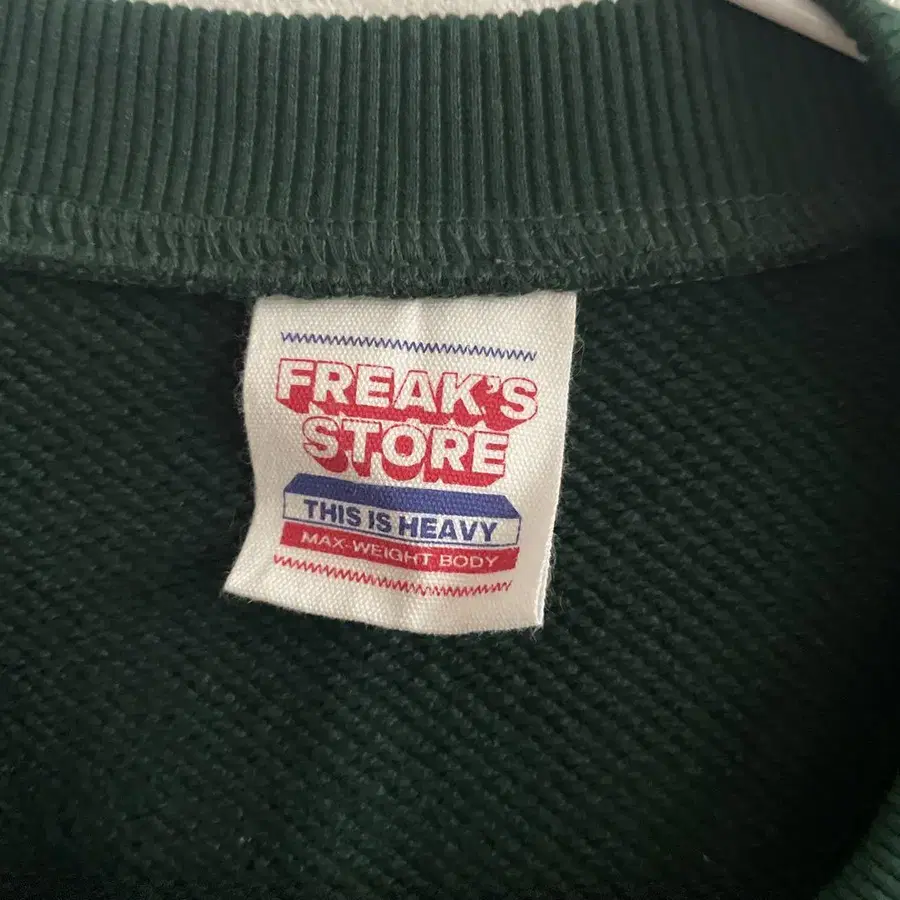 FREAK'S
STORE
THIS IS HEAVY
MAX-WEIGHT BODY